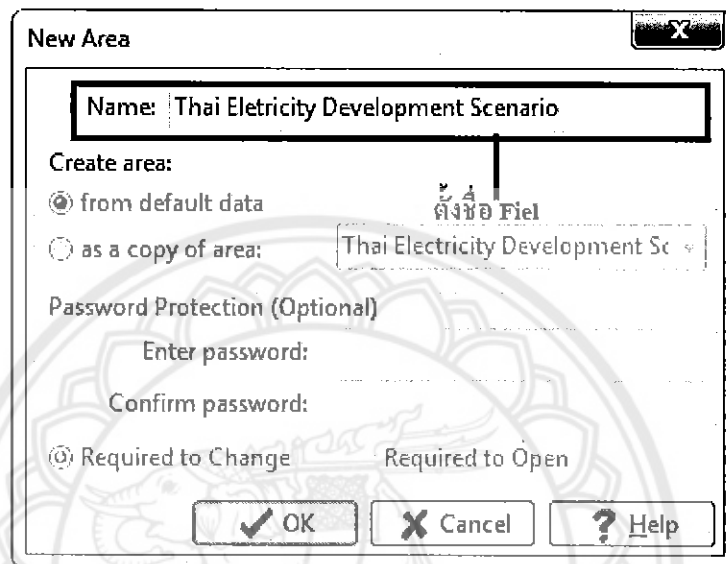 New Area
Name: Thai Eletricity Development Scenario
Create area:
from default data
ตั้งชื่อ Fiel
as a copy of area:
Thai Electricity Development Sc
Password Protection (Optional)
Enter password:
Confirm password:
Required to Change Required to Open
OK Cancel ? Help